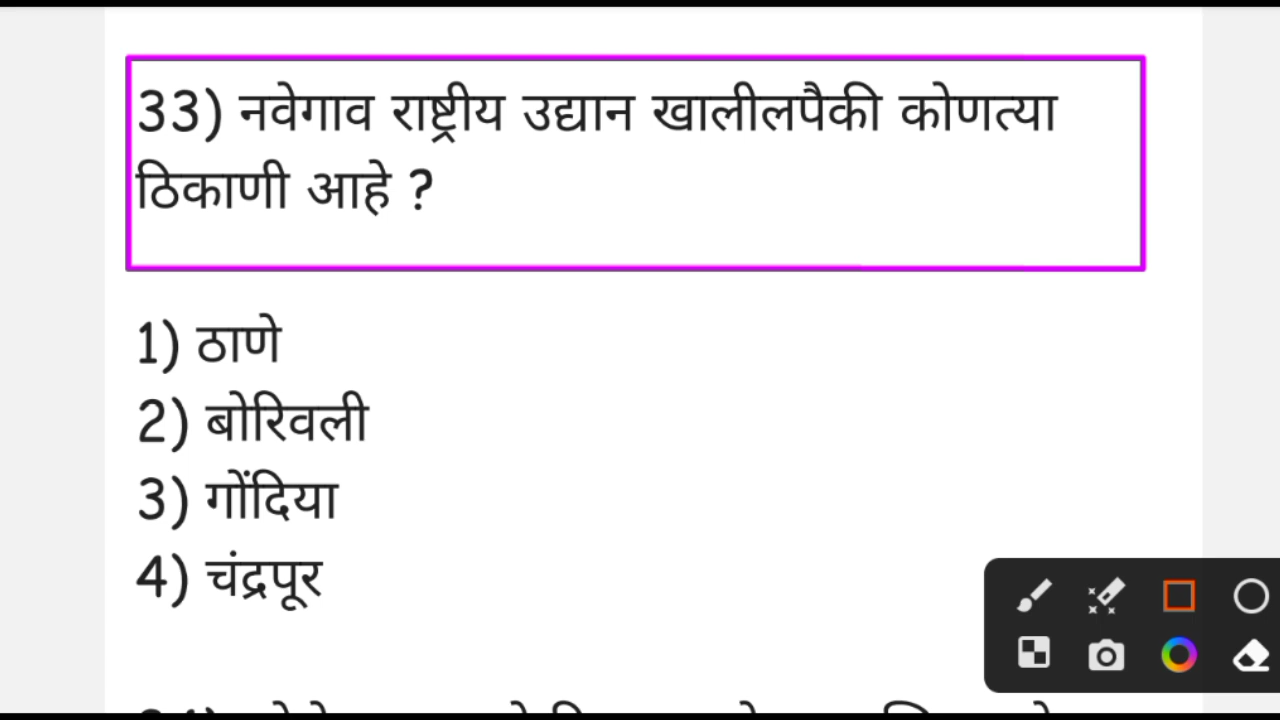 33) नवेगाव राष्ट्रीय उद्यान खालीलपैकी कोणत्या
ठिकाणी आहे ?
1) ठाणे
2) बोरिवली
3) गोंदिया
4) चंद्रपूर